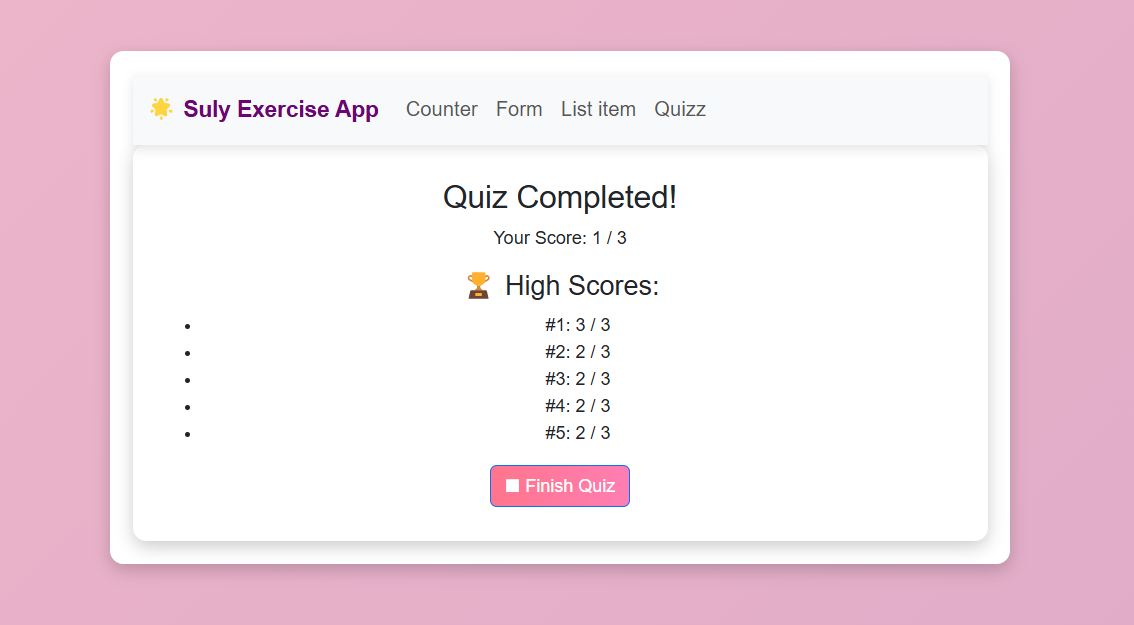 🌟 Suly Exercise App Counter Form List item Quizz
Quiz Completed!
Your Score: 1 / 3
🏆 High Scores:
#1: 3 / 3
#2: 2 / 3
#3: 2 / 3
#4: 2 / 3
#5: 2 / 3
Finish Quiz